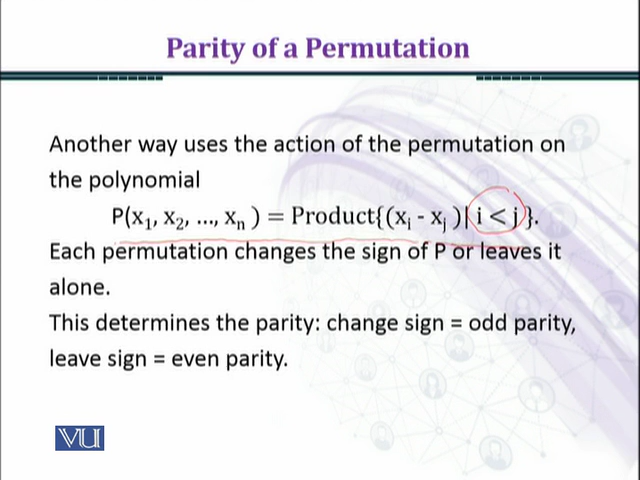 Parity of a Permutation
Another way uses the action of the permutation on
the polynomial
P(x₁, x₂, ..., xₙ ) = Product{(xᵢ - xⱼ )| i < j }.
Each permutation changes the sign of P or leaves it
alone.
This determines the parity: change sign = odd parity,
leave sign = even parity.
VU